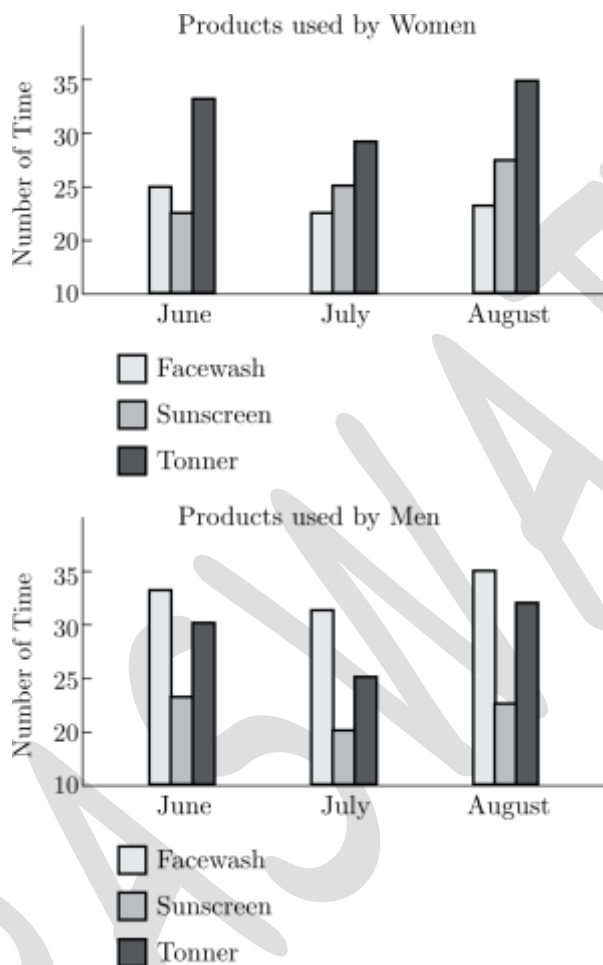 Products used by Women
Number of Time
35
30
25
20
10
June July August
Facewash
Sunscreen
Tonner
Products used by Men
Number of Time
35
30
25
20
10
June July August
Facewash
Sunscreen
Tonner